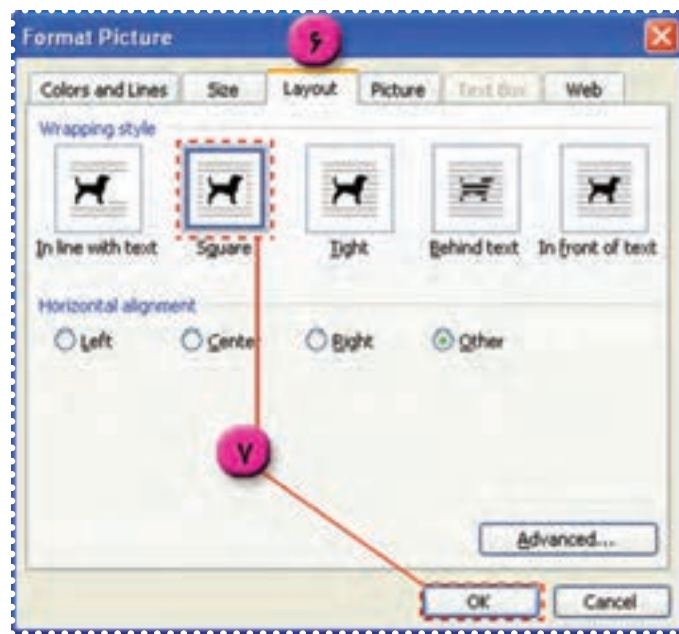 Format Picture
۶
Colors and Lines Size Layout Picture Text Box Web
Wrapping style
In line with text Square Tight Behind text In front of text
Horizontal alignment
Left Center Right Other
۷
Advanced...
OK Cancel